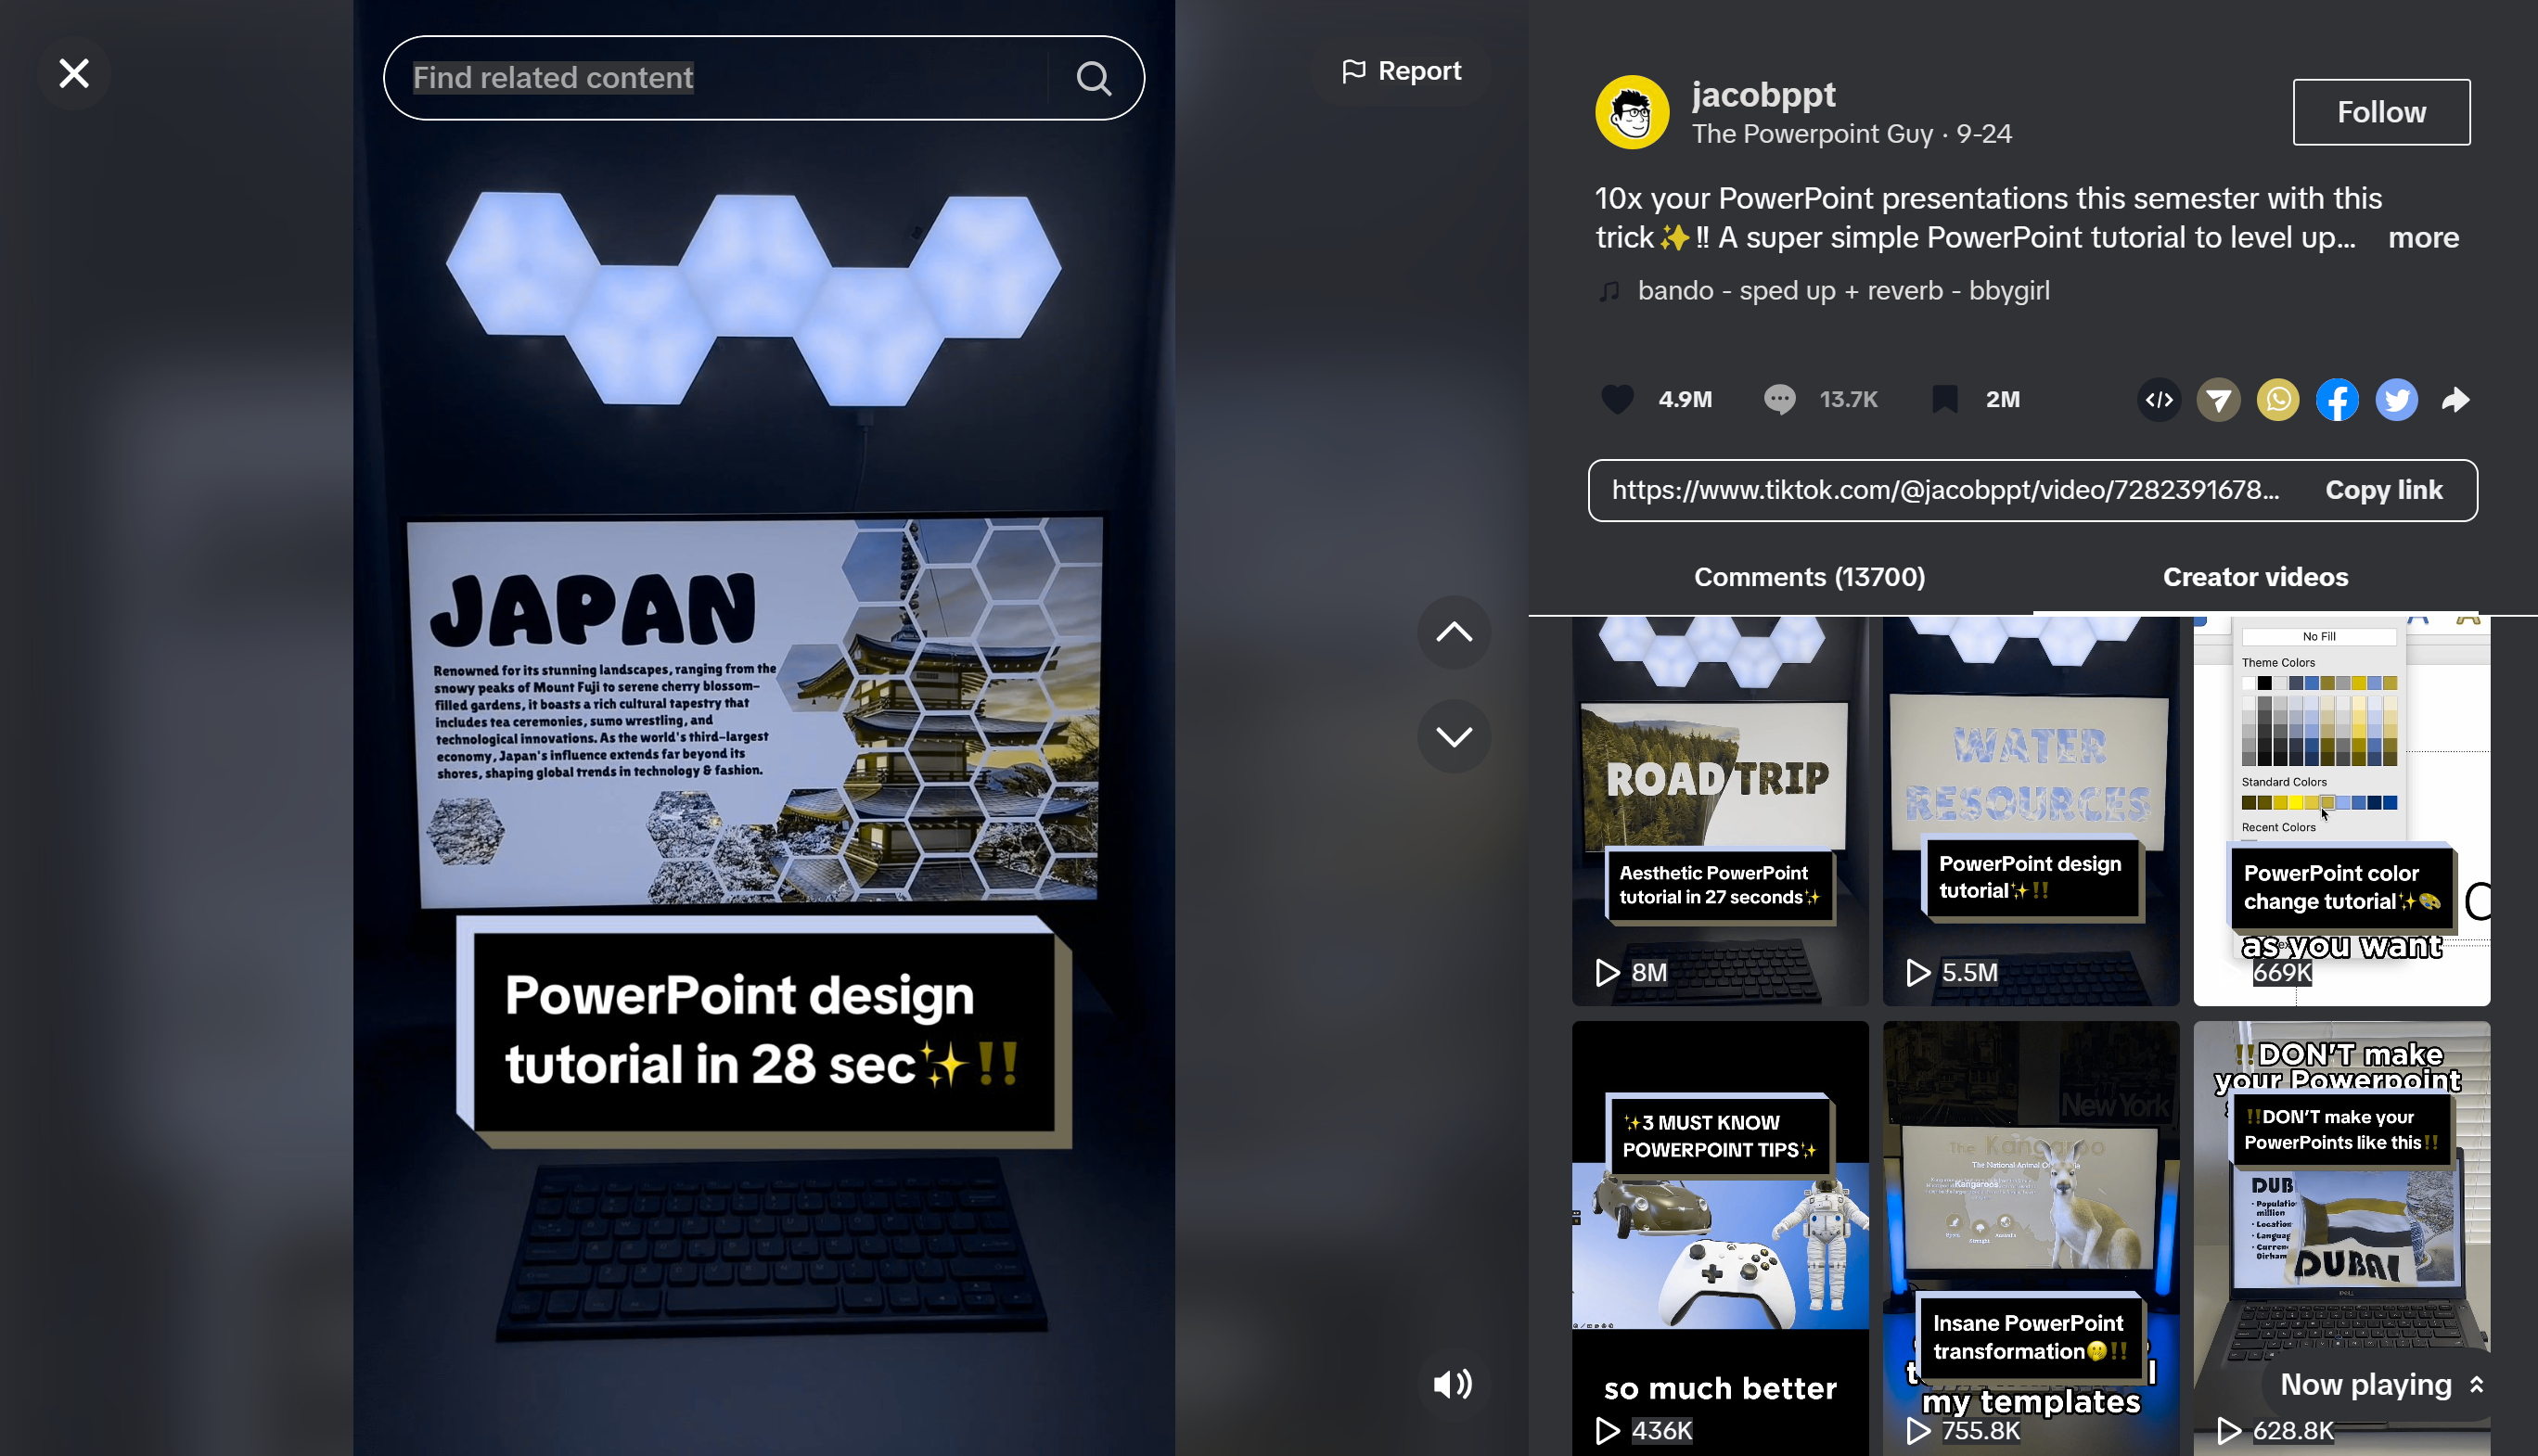 Find related content
Report
JAPAN
Renowned for its stunning landscapes, ranging from the
snowy peaks of Mount Fuji to serene cherry blossom–
filled gardens, it boasts a rich cultural tapestry that
includes tea ceremonies, sumo wrestling, and
technological innovations. As the world's third-largest
economy, Japan's influence extends far beyond its
shores, shaping global trends in technology & fashion.
PowerPoint design
tutorial in 28 sec✨‼️
jacobppt
The Powerpoint Guy · 9-24
Follow
10x your PowerPoint presentations this semester with this
trick✨‼️ A super simple PowerPoint tutorial to level up... more
bando - sped up + reverb - bbygirl
4.9M
13.7K
2M
https://www.tiktok.com/@jacobppt/video/7282391678...
Copy link
Comments (13700)
Creator videos
ROAD TRIP
Aesthetic PowerPoint
tutorial in 27 seconds✨
8M
WATER
RESOURCES
PowerPoint design
tutorial✨‼️
5.5M
No Fill
Theme Colors
Standard Colors
Recent Colors
PowerPoint color
change tutorial✨🎨
as you want
669K
✨3 MUST KNOW
POWERPOINT TIPS✨
so much better
436K
New York
The Kangaroo
The National Animal Of
Kangaroos
Insane PowerPoint
transformation🤫‼️
my templates
755.8K
‼️DON'T make
your Powerpoint
‼️DON'T make your
PowerPoints like this‼️
DUB
DUBAI
628.8K
Now playing